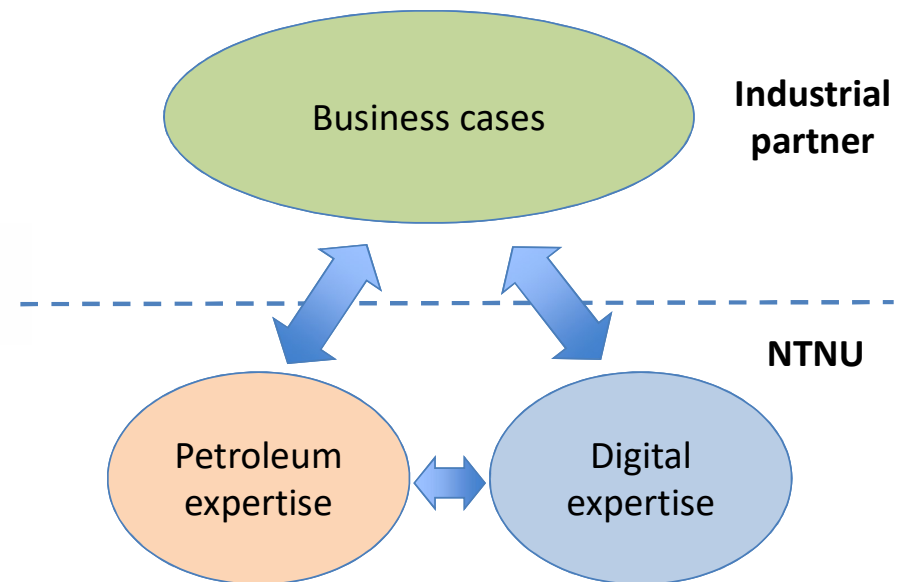 Business cases
Industrial
partner
NTNU
Petroleum
expertise
Digital
expertise